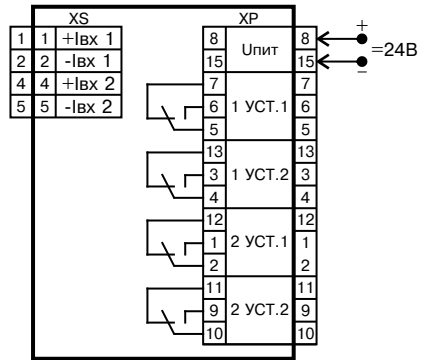 XS XP
1 1 +Iвх 1 8 Uпит 8 + =24В
2 2 -Iвх 1 15 15 –
4 4 +Iвх 2 7 7
5 5 -Iвх 2 6 1 УСТ.1 6
5 5
13 13
3 1 УСТ.2 3
4 4
12 12
1 2 УСТ.1 1
2 2
11 11
9 2 УСТ.2 9
10 10